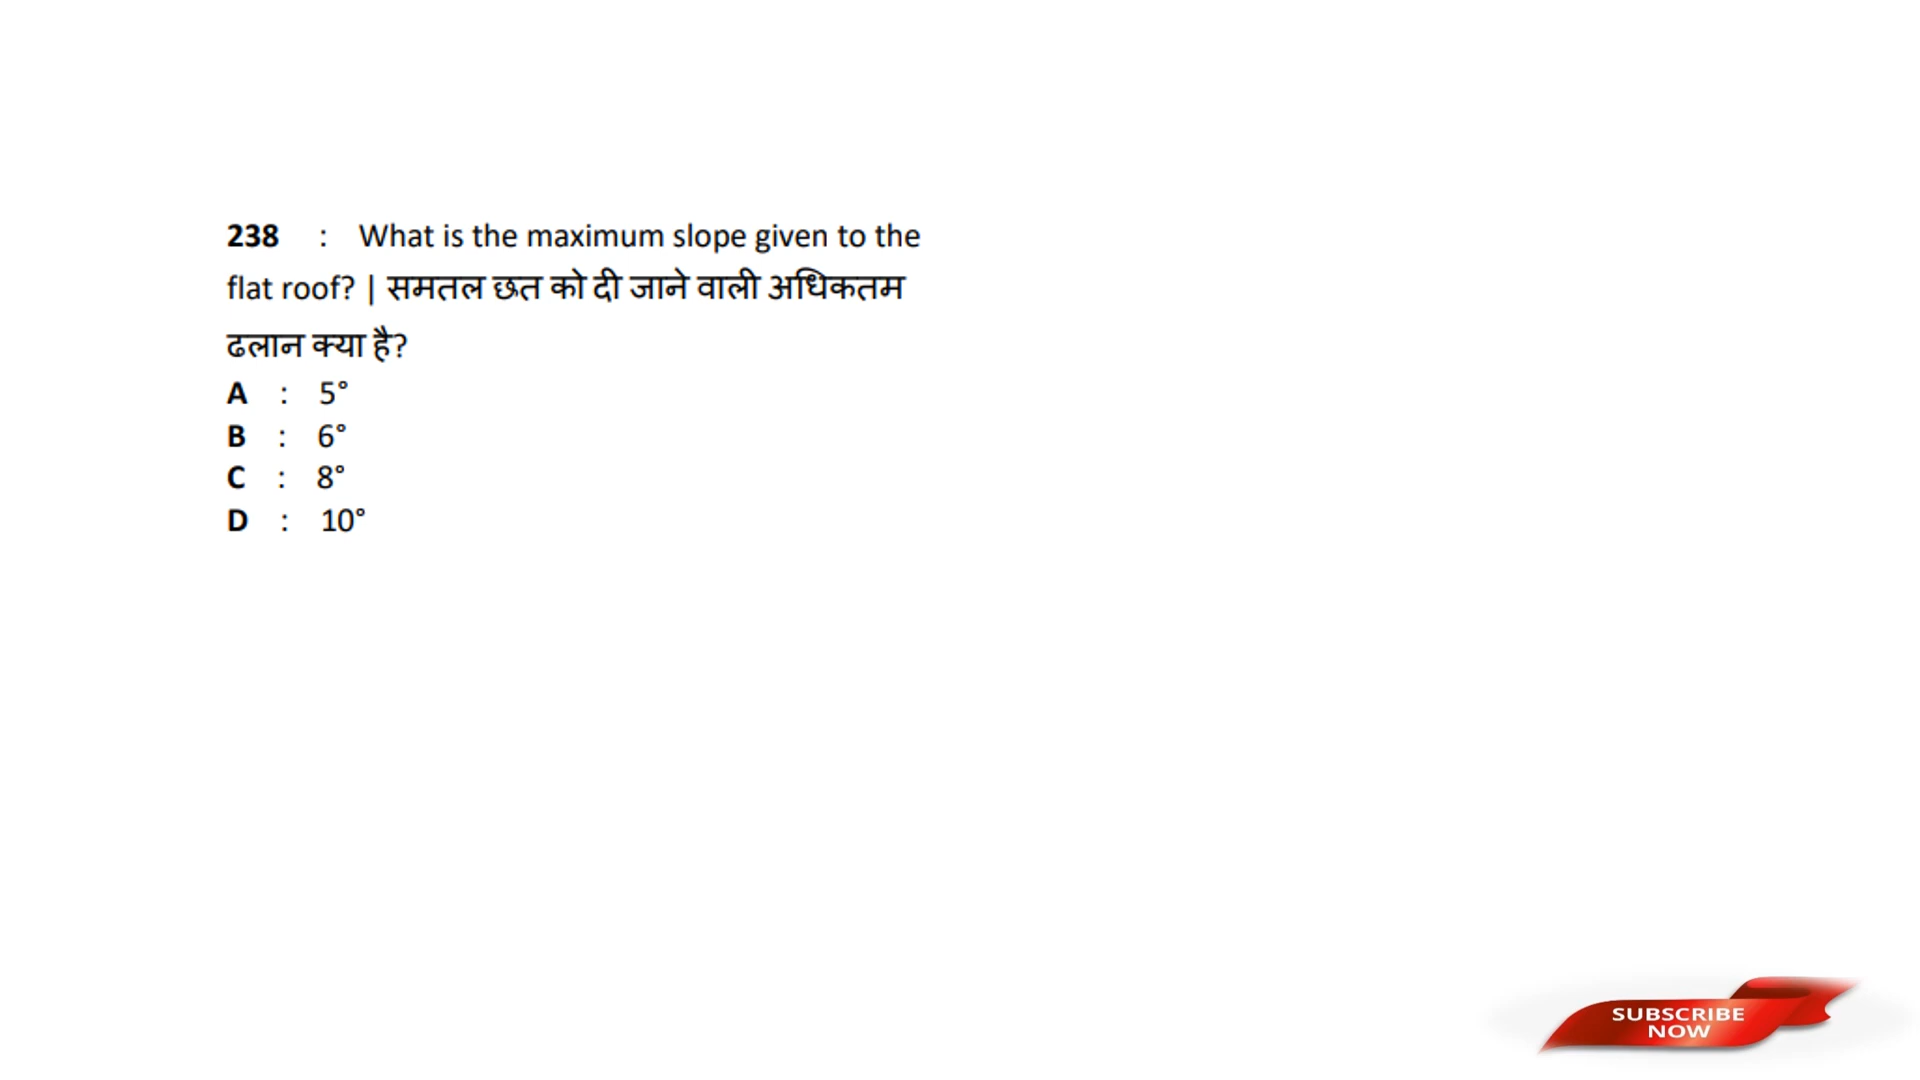 238 : What is the maximum slope given to the
flat roof? | समतल छत को दी जाने वाली अधिकतम
ढलान क्या है?
A : 5°
B : 6°
C : 8°
D : 10°
SUBSCRIBE
NOW